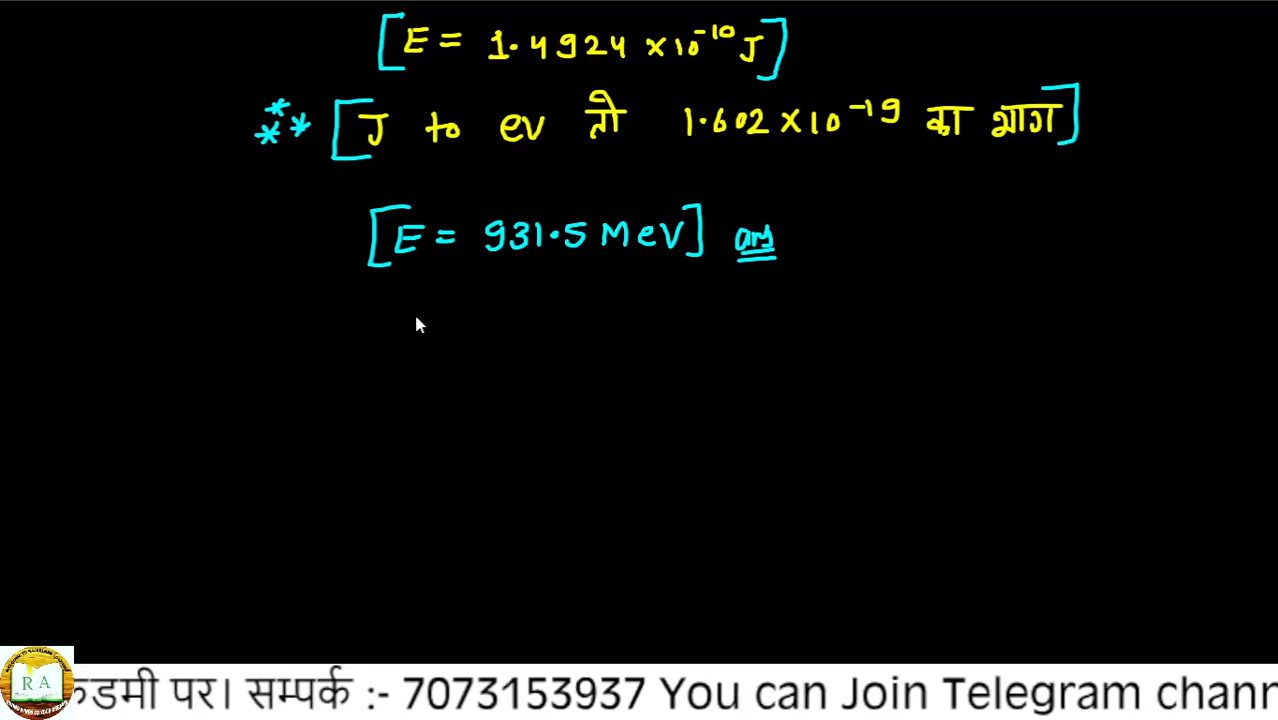 [E = 1.4924 ×10⁻¹⁰ J]
*** [J to ev तो 1.602×10⁻¹⁹ का भाग]
[E = 931.5 MeV] ans
R A
कडमी पर। सम्पर्क :- 7073153937 You can Join Telegram chann